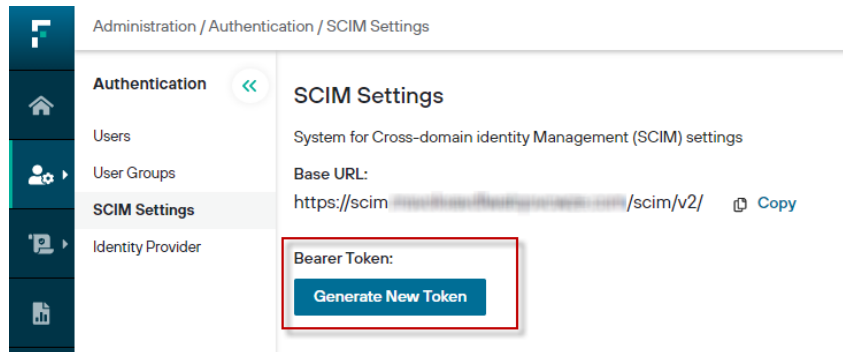 Administration / Authentication / SCIM Settings
Authentication
Users
User Groups
SCIM Settings
Identity Provider
SCIM Settings
System for Cross-domain identity Management (SCIM) settings
Base URL:
https://scim /scim/v2/ Copy
Bearer Token:
Generate New Token